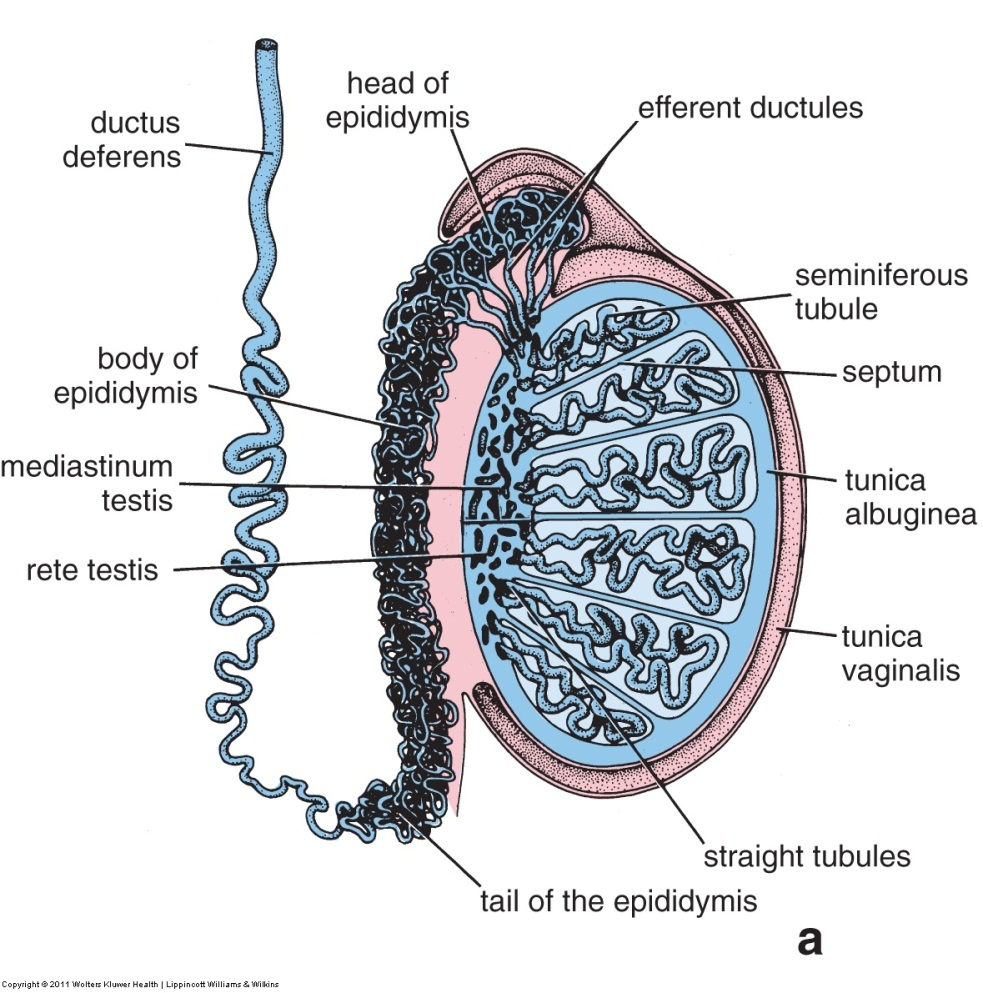 head of
epididymis
efferent ductules
ductus
deferens
seminiferous
tubule
body of
epididymis
septum
mediastinum
testis
tunica
albuginea
rete testis
tunica
vaginalis
straight tubules
tail of the epididymis
a
Copyright © 2011 Wolters Kluwer Health | Lippincott Williams & Wilkins